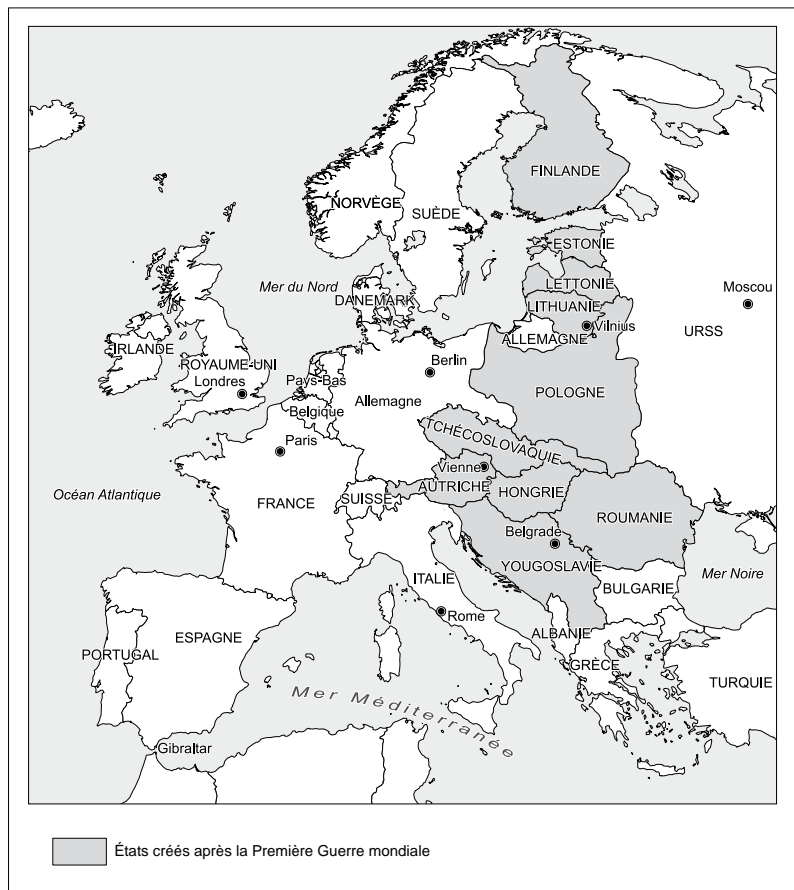 FINLANDE
NORVÈGE
SUÈDE
ESTONIE
LETTONIE
Moscou
Mer du Nord
DANEMARK
LITHUANIE
Vilnius
URSS
ALLEMAGNE
IRLANDE
ROYAUME-UNI
Londres
Berlin
Pays-Bas
POLOGNE
Allemagne
Belgique
TCHÉCOSLOVAQUIE
Paris
Vienne
Océan Atlantique
AUTRICHE
SUISSE
HONGRIE
FRANCE
ROUMANIE
Belgrade
YOUGOSLAVIE
Mer Noire
ITALIE
BULGARIE
Rome
ALBANIE
ESPAGNE
PORTUGAL
GRÈCE
TURQUIE
Mer Méditerranée
Gibraltar
États créés après la Première Guerre mondiale